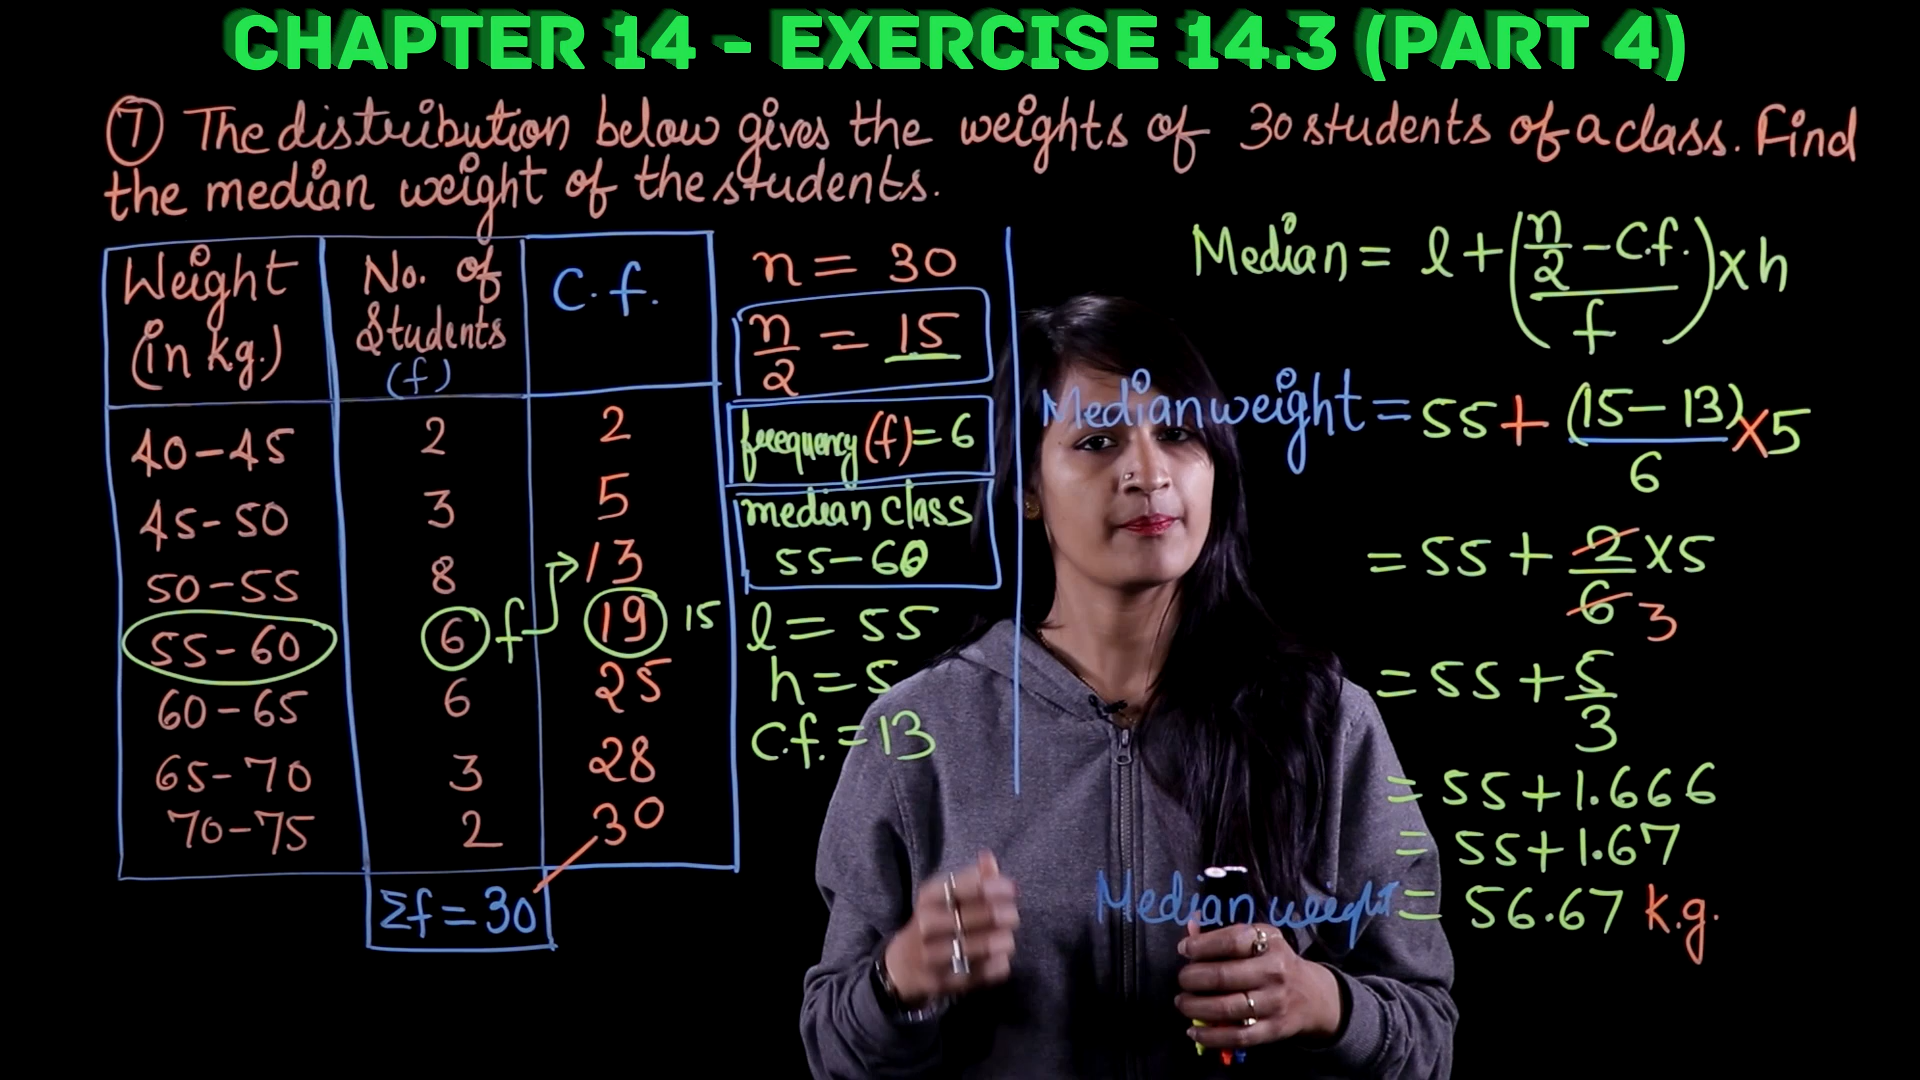 CHAPTER 14 - EXERCISE 14.3 (PART 4)
7 The distribution below gives the weights of 30 students of a class. Find
the median weight of the students.
Weight (in kg.) No. of Students (f) C.f.
40-45 2 2
45-50 3 5
50-55 8 13
55-60 6 f 19 15
60-65 6 25
65-70 3 28
70-75 2 30
Σf = 30
n = 30
n/2 = 15
frequency (f) = 6
median class
55-60
l = 55
h = 5
C.f. = 13
Median = l + ((n/2 - C.f.)/f) x h
Median weight = 55 + (15-13)/6 x 5
= 55 + 2/6 x 5
3
= 55 + 5/3
= 55 + 1.666
= 55 + 1.67
Median weight = 56.67 k.g.